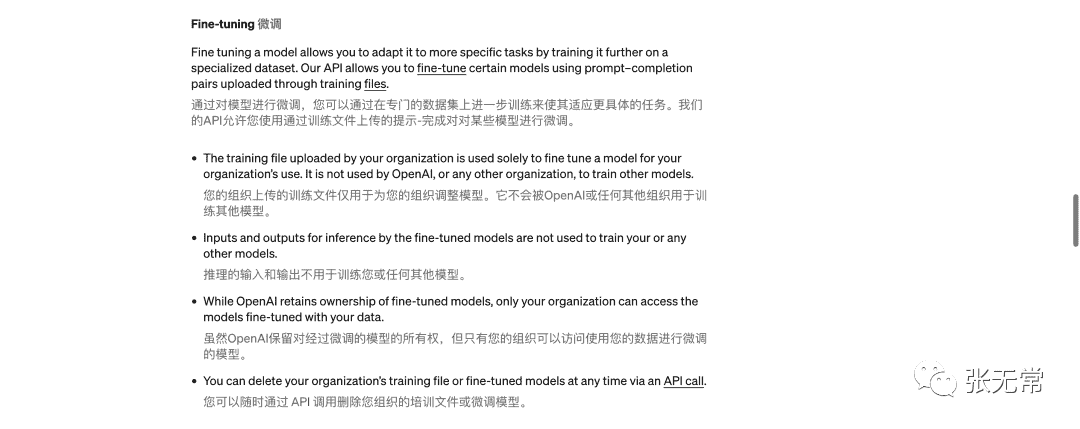 Fine-tuning 微调
Fine tuning a model allows you to adapt it to more specific tasks by training it further on a
specialized dataset. Our API allows you to fine-tune certain models using prompt–completion
pairs uploaded through training files.
通过对模型进行微调，您可以通过在专门的数据集上进一步训练来使其适应更具体的任务。我们
的API允许您使用通过训练文件上传的提示-完成对对某些模型进行微调。
• The training file uploaded by your organization is used solely to fine tune a model for your
organization’s use. It is not used by OpenAI, or any other organization, to train other models.
您的组织上传的训练文件仅用于为您的组织调整模型。它不会被OpenAI或任何其他组织用于训
练其他模型。
• Inputs and outputs for inference by the fine-tuned models are not used to train your or any
other models.
推理的输入和输出不用于训练您或任何其他模型。
• While OpenAI retains ownership of fine-tuned models, only your organization can access the
models fine-tuned with your data.
虽然OpenAI保留对经过微调的模型的所有权，但只有您的组织可以访问使用您的数据进行微调
的模型。
• You can delete your organization’s training file or fine-tuned models at any time via an API call.
您可以随时通过 API 调用删除您组织的培训文件或微调模型。
张无常